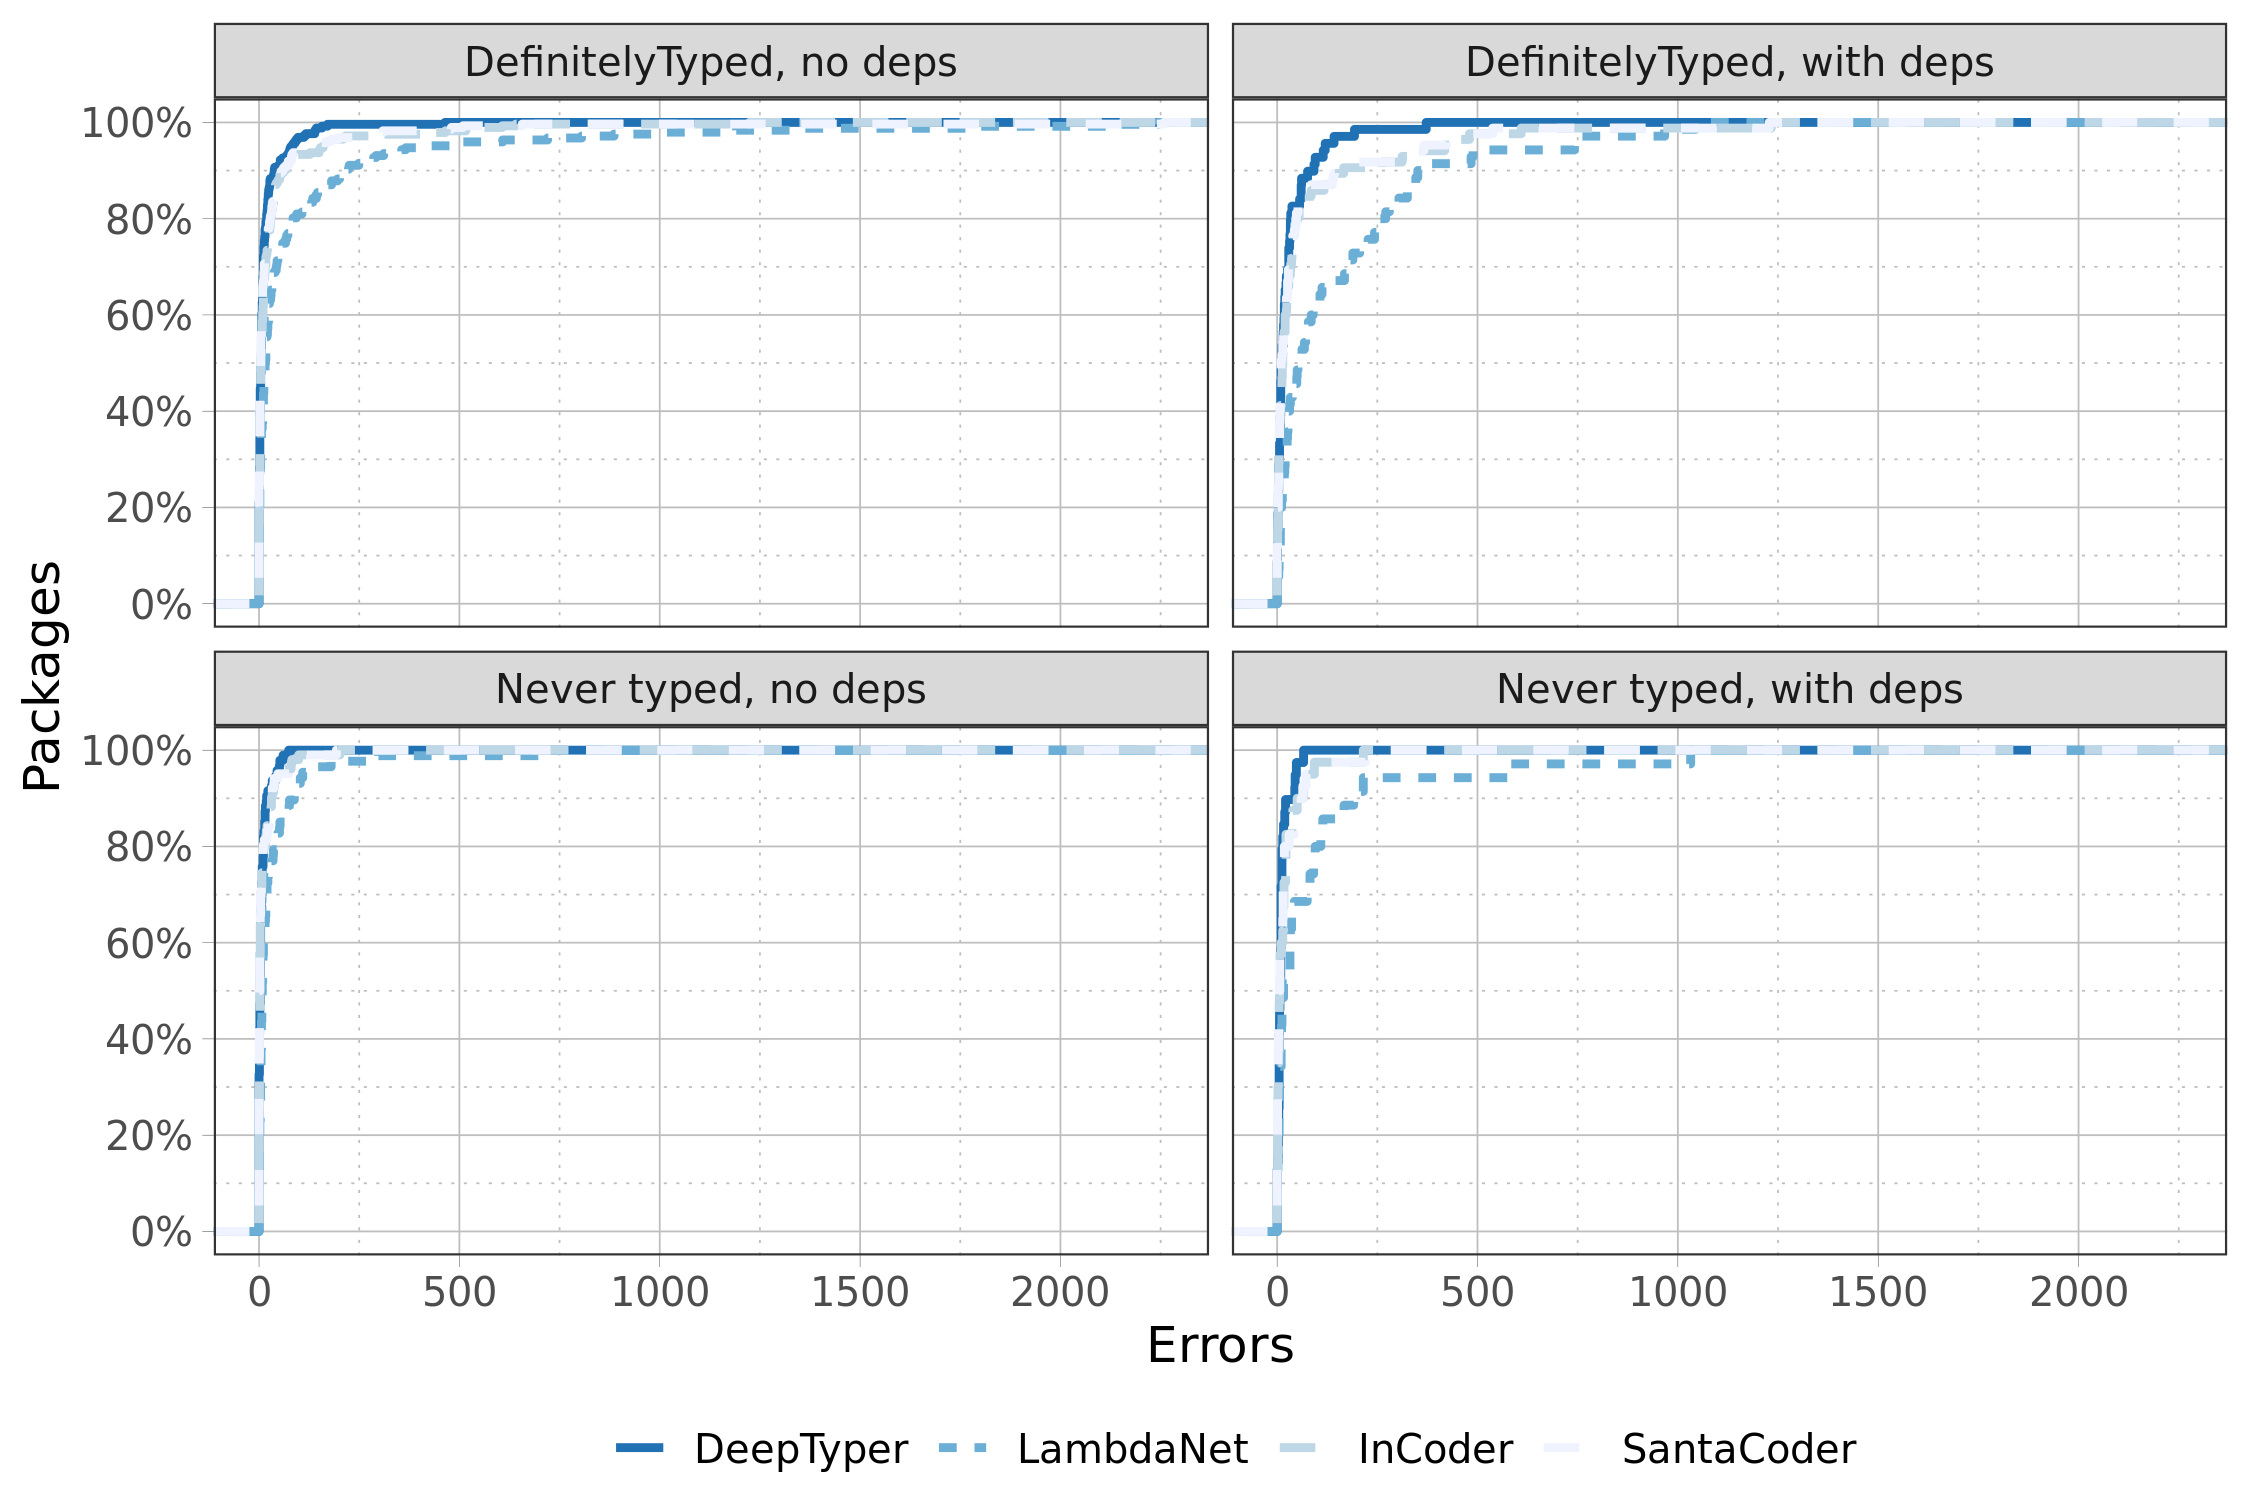 DefinitelyTyped, no deps
DefinitelyTyped, with deps
100%
80%
60%
40%
20%
0%
Never typed, no deps
Never typed, with deps
100%
80%
60%
40%
20%
0%
Packages
0 500 1000 1500 2000
0 500 1000 1500 2000
Errors
DeepTyper LambdaNet InCoder SantaCoder